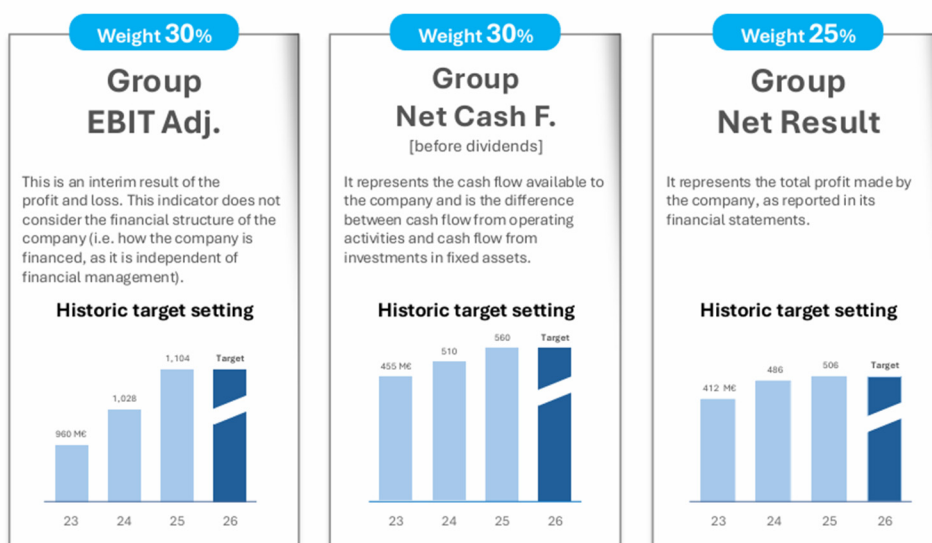 Weight 30%
Group
EBIT Adj.
This is an interim result of the
profit and loss. This indicator does not
consider the financial structure of the
company (i.e. how the company is
financed, as it is independent of
financial management).
Historic target setting
960 M€
1,028
1,104
Target
23
24
25
26
Weight 30%
Group
Net Cash F.
[before dividends]
It represents the cash flow available to
the company and is the difference
between cash flow from operating
activities and cash flow from
investments in fixed assets.
Historic target setting
455 M€
510
560
Target
23
24
25
26
Weight 25%
Group
Net Result
It represents the total profit made by
the company, as reported in its
financial statements.
Historic target setting
412 M€
486
506
Target
23
24
25
26